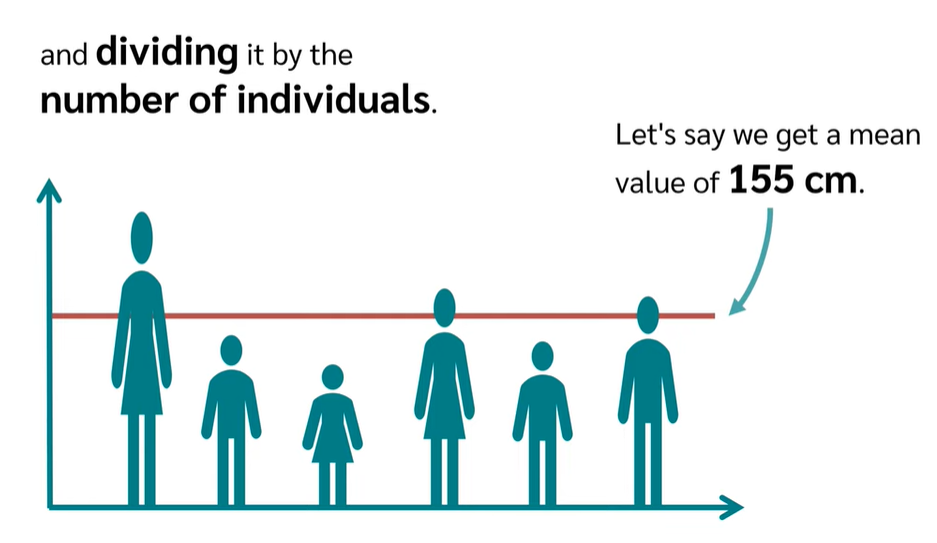 and dividing it by the
number of individuals.
Let's say we get a mean
value of 155 cm.